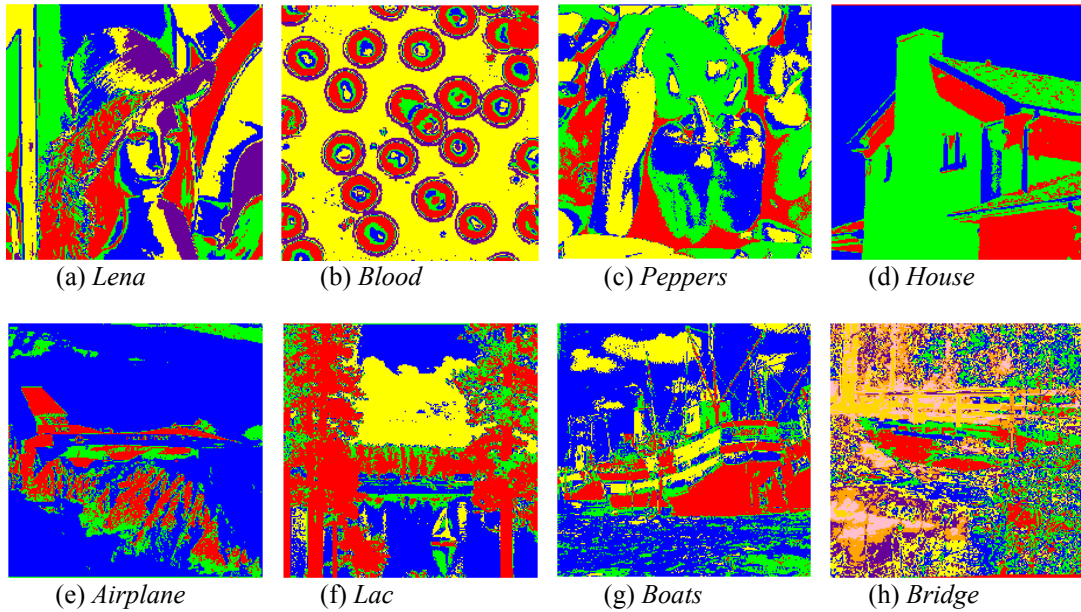 (a) Lena
(b) Blood
(c) Peppers
(d) House
(e) Airplane
(f) Lac
(g) Boats
(h) Bridge